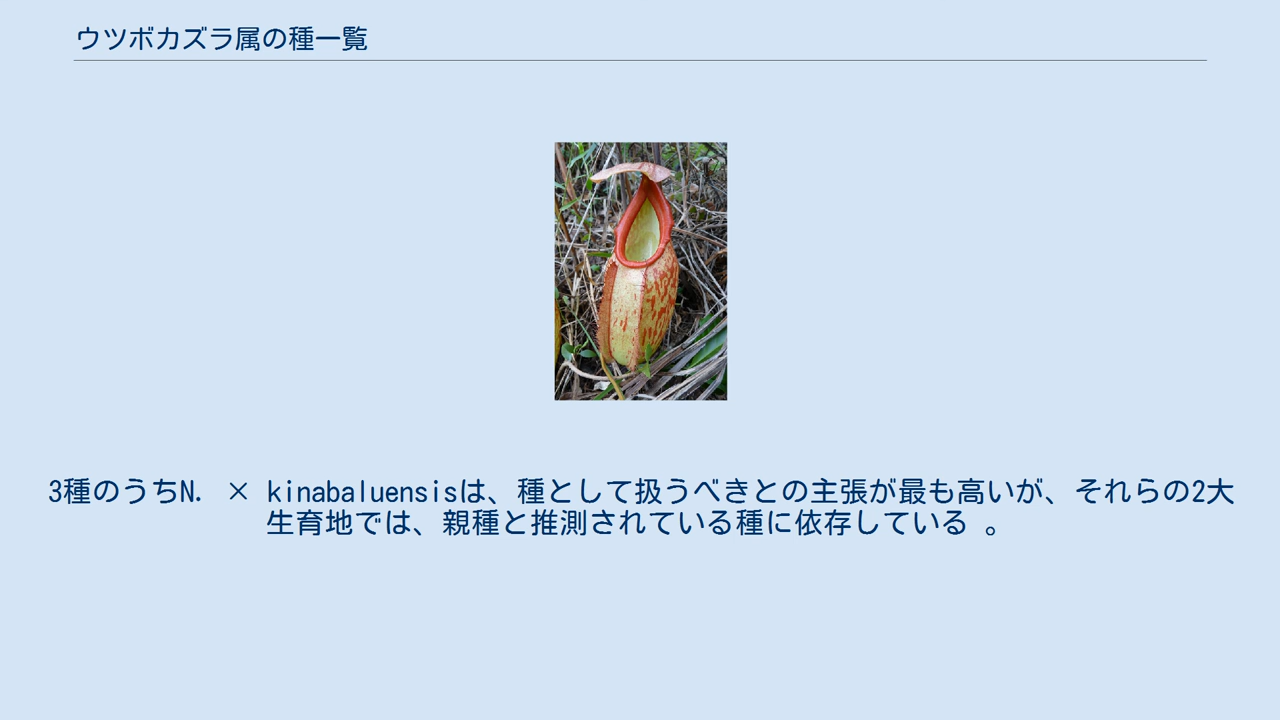 ウツボカズラ属の種一覧
3種のうちN. × kinabaluensisは、種として扱うべきとの主張が最も高いが、それらの2大
生育地では、親種と推測されている種に依存している 。